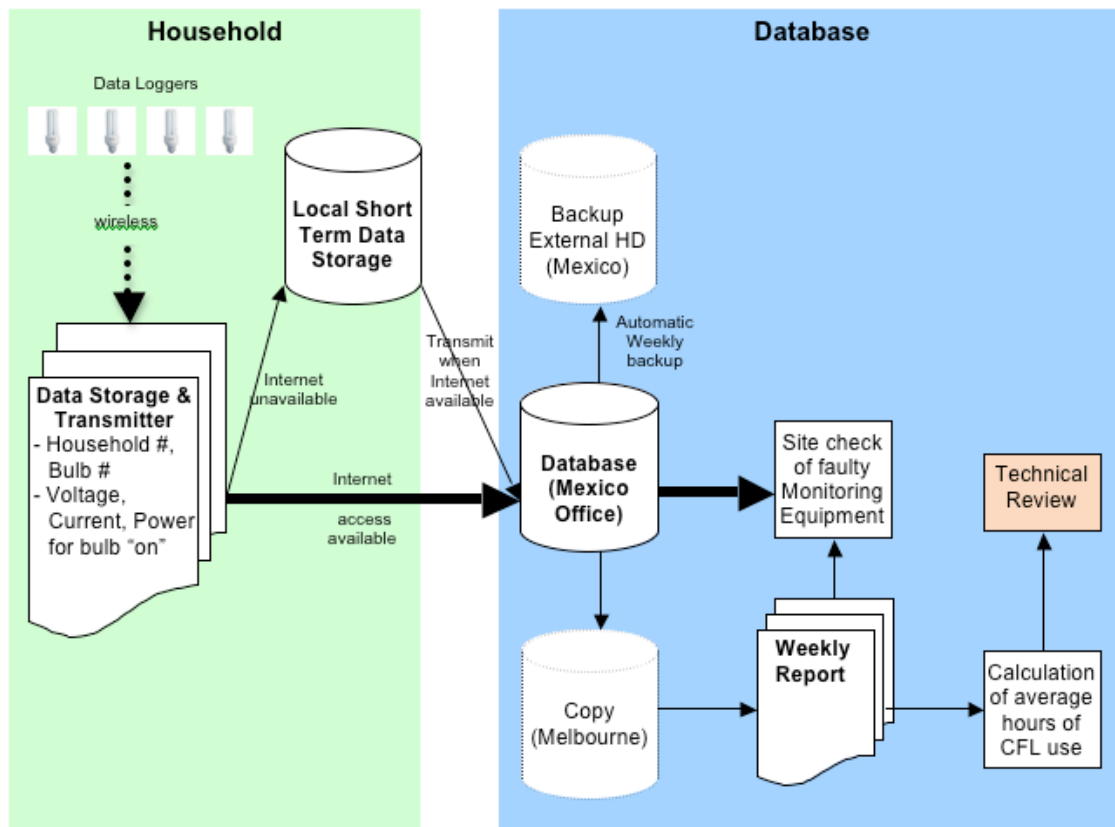 Household
Data Loggers
wireless
Local Short
Term Data
Storage
Data Storage &
Transmitter
- Household #,
Bulb #
- Voltage,
Current, Power
for bulb “on”
Internet
unavailable
Transmit
when
Internet
available
Internet
access
available
Database
Backup
External HD
(Mexico)
Automatic
Weekly
backup
Database
(Mexico
Office)
Site check
of faulty
Monitoring
Equipment
Technical
Review
Copy
(Melbourne)
Weekly
Report
Calculation
of average
hours of
CFL use